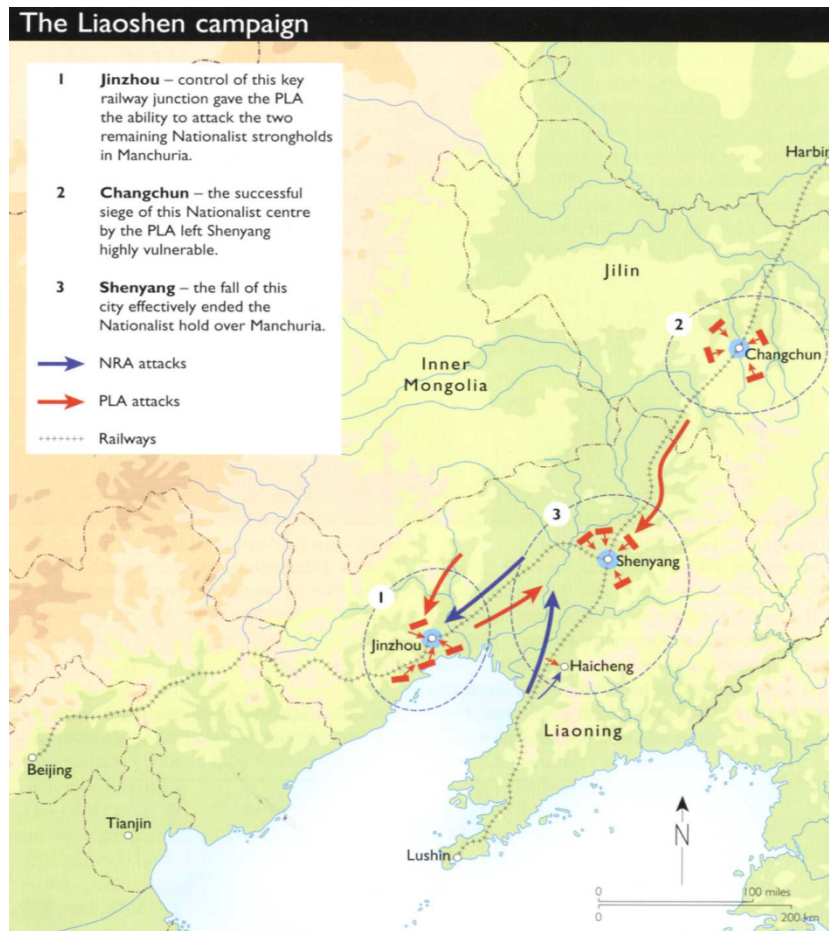 The Liaoshen campaign
1 Jinzhou – control of this key
railway junction gave the PLA
the ability to attack the two
remaining Nationalist strongholds
in Manchuria.
2 Changchun – the successful
siege of this Nationalist centre
by the PLA left Shenyang
highly vulnerable.
3 Shenyang – the fall of this
city effectively ended the
Nationalist hold over Manchuria.
NRA attacks
PLA attacks
Railways
Harbin
Jilin
2
Changchun
Inner
Mongolia
3
Shenyang
1
Jinzhou
Haicheng
Liaoning
Beijing
Tianjin
Lushin
N
0 100 miles
0 200 km